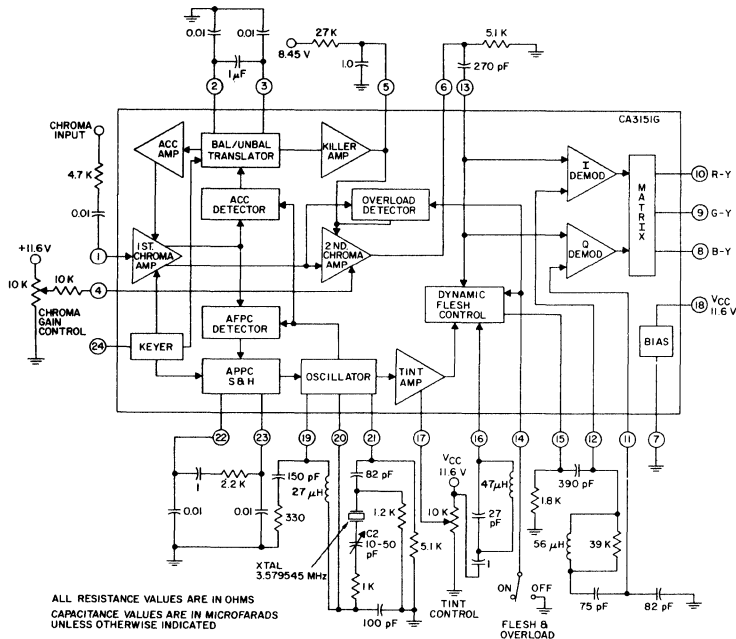 0.01
0.01
1µF
27K
8.45 V
1.0
5.1 K
270 pF
2
3
5
6
13
CA3151G
CHROMA
INPUT
4.7 K
0.01
+11.6V
10K
10K
CHROMA
GAIN
CONTROL
1
4
24
ACC
AMP
BAL/UNBAL
TRANSLATOR
KILLER
AMP
ACC
DETECTOR
OVERLOAD
DETECTOR
1 ST.
CHROMA
AMP
2ND.
CHROMA
AMP
I
DEMOD.
Q
DEMOD
MATRIX
10 R-Y
9 G-Y
8 B-Y
18 VCC
11.6 V
BIAS
AFPC
DETECTOR
DYNAMIC
FLESH
CONTROL
KEYER
APPC
S & H
OSCILLATOR
TINT
AMP
22
23
19
20
21
17
16
14
15
12
11
7
1
2.2 K
0.01
0.01
150 pF
27 µH
330
82 pF
1.2 K
5.1 K
C2
10-50
pF
XTAL
3.579545 MHz
1K
100 pF
VCC
11.6 V
10 K
TINT
CONTROL
47µH
27
pF
1
ON
OFF
FLESH &
OVERLOAD
1.8 K
390 pF
56 µH
39 K
75 pF
82 pF
ALL RESISTANCE VALUES ARE IN OHMS
CAPACITANCE VALUES ARE IN MICROFARADS
UNLESS OTHERWISE INDICATED